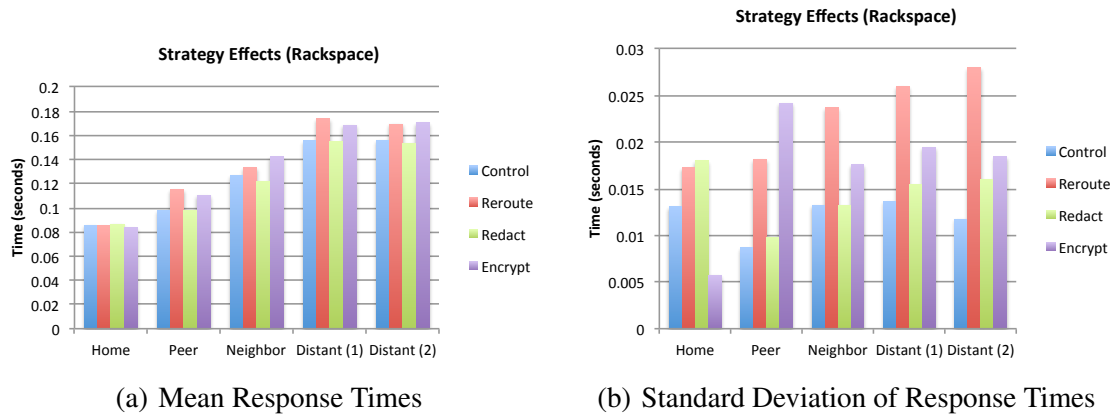 Strategy Effects (Rackspace)
Time (seconds)
0.2
0.18
0.16
0.14
0.12
0.1
0.08
0.06
0.04
0.02
0
Home Peer Neighbor Distant (1) Distant (2)
Control
Reroute
Redact
Encrypt
(a) Mean Response Times
Strategy Effects (Rackspace)
Time (seconds)
0.03
0.025
0.02
0.015
0.01
0.005
0
Home Peer Neighbor Distant (1) Distant (2)
Control
Reroute
Redact
Encrypt
(b) Standard Deviation of Response Times